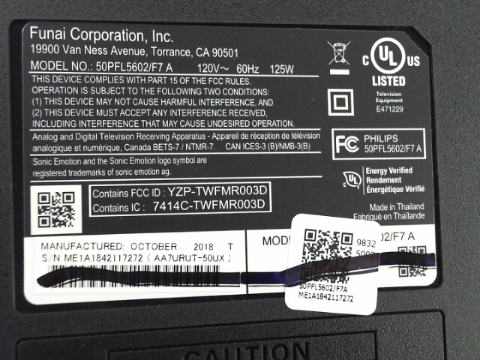 Funai Corporation, Inc.
19900 Van Ness Avenue, Torrance, CA 90501
MODEL NO.: 50PFL5602/F7 A 120V~ 60Hz 125W
THIS DEVICE COMPLIES WITH PART 15 OF THE FCC RULES.
OPERATION IS SUBJECT TO THE FOLLOWING TWO CONDITIONS:
(1) THIS DEVICE MAY NOT CAUSE HARMFUL INTERFERENCE, AND
(2) THIS DEVICE MUST ACCEPT ANY INTERFERENCE RECEIVED,
INCLUDING INTERFERENCE THAT MAY CAUSE UNDESIRED OPERATION.
Analog and Digital Television Receiving Apparatus - Appareil de réception de télévision
analogique et numérique, Canada BETS-7 / NTMR-7. CAN ICES-3 (B)/NMB-3(B)
Sonic Emotion and the Sonic Emotion logo symbol are
registered trademarks of sonic emotion ag.
C UL US
LISTED
Television
Equipment
E471229
FC PHILIPS
50PFL5602/F7 A
UL Energy Verified
Rendement
Énergétique Vérifié
Contains FCC ID : YZP-TWFMR003D
Contains IC : 7414C-TWFMR003D
Made in Thailand
Fabriqué en Thaïlande
MANUFACTURED: OCTOBER 2018 T
S/N ME1A1842117272 ( AA7URUT-50UX )
/F7 A
9832
50PFL5602/F7A
ME1A1842117272
CAUTION